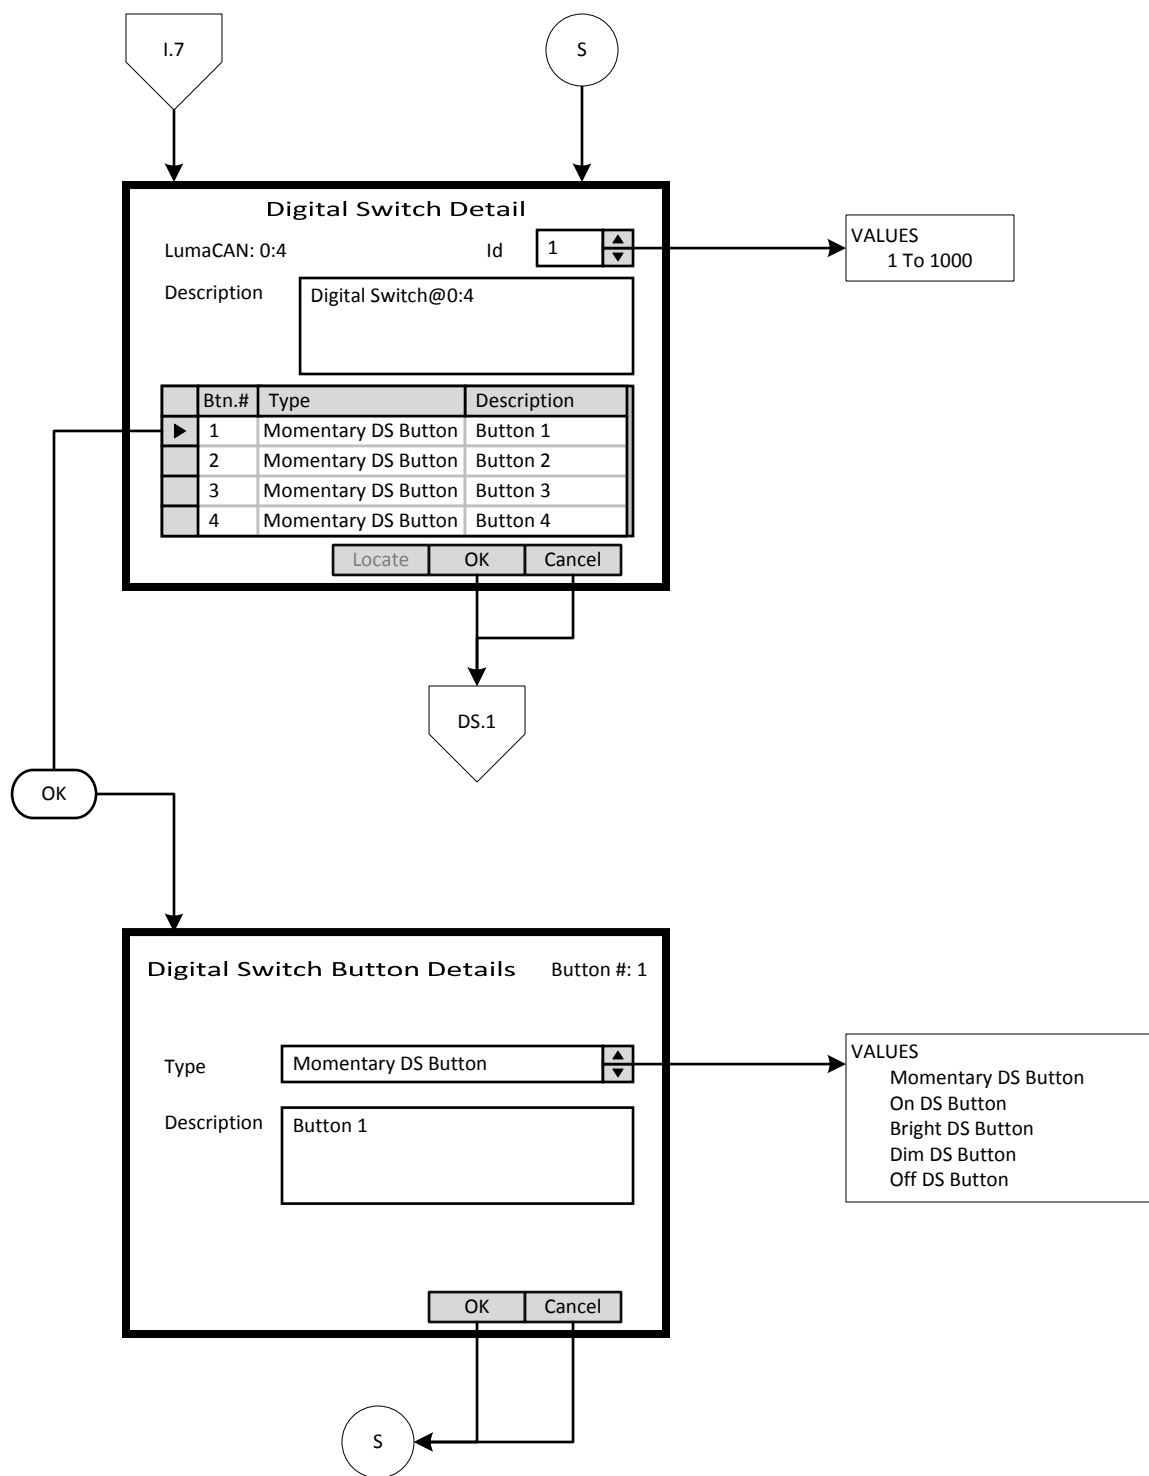 I.7
S
Digital Switch Detail
LumaCAN: 0:4 Id 1
VALUES
1 To 1000
Description Digital Switch@0:4
Btn.# Type Description
1 Momentary DS Button Button 1
2 Momentary DS Button Button 2
3 Momentary DS Button Button 3
4 Momentary DS Button Button 4
Locate OK Cancel
DS.1
OK
Digital Switch Button Details Button #: 1
Type Momentary DS Button
VALUES
Momentary DS Button
On DS Button
Bright DS Button
Dim DS Button
Off DS Button
Description Button 1
OK Cancel
S